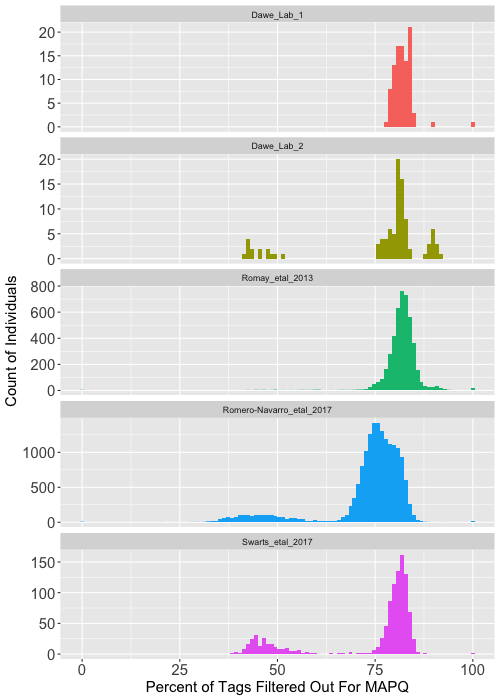 Dawe_Lab_1
20
15
10
5
0
Dawe_Lab_2
20
15
10
5
0
Romay_etal_2013
800
600
400
200
0
Romero-Navarro_etal_2017
1000
500
0
Swarts_etal_2017
150
100
50
0
0 25 50 75 100
Percent of Tags Filtered Out For MAPQ
Count of Individuals